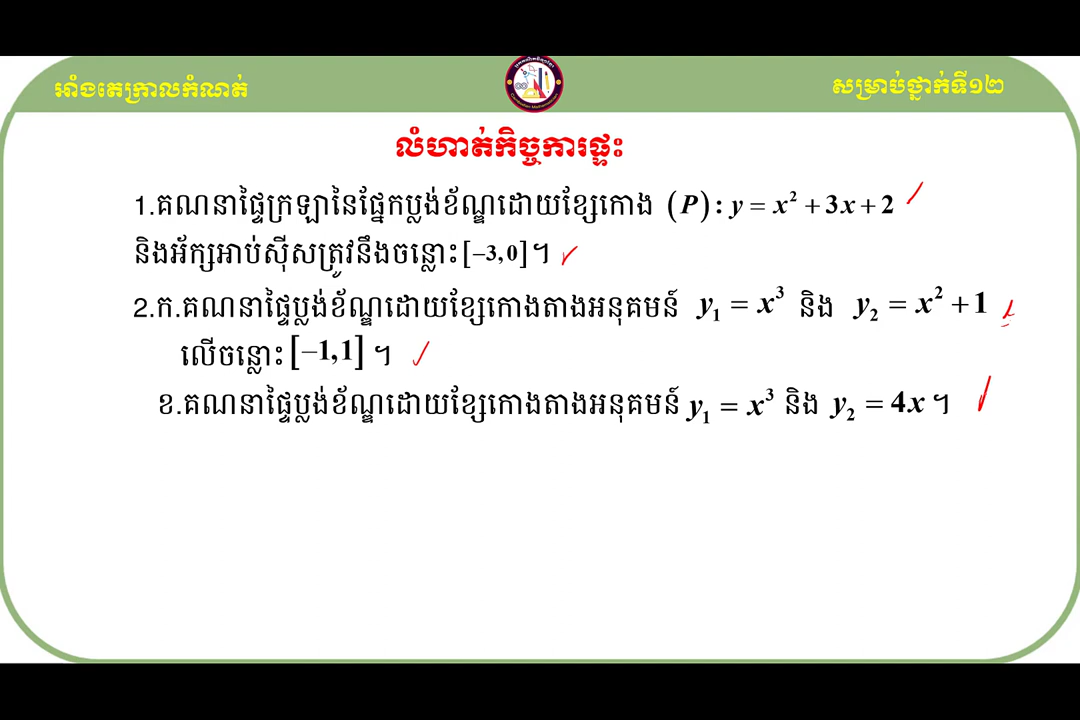 អាំងតេក្រាលកំណត់
សម្រាប់ថ្នាក់ទី១២
លំហាត់កិច្ចការផ្ទះ
1.គណនាផ្ទៃក្រឡានៃផ្នែកប្លង់ខ័ណ្ឌដោយខ្សែកោង (P): y = x² + 3x + 2
និងអ័ក្សអាប់ស៊ីសត្រូវនឹងចន្លោះ[−3,0]។
2.ក.គណនាផ្ទៃប្លង់ខ័ណ្ឌដោយខ្សែកោងតាងអនុគមន៍ y₁ = x³ និង y₂ = x² + 1
លើចន្លោះ [−1,1] ។
ខ.គណនាផ្ទៃប្លង់ខ័ណ្ឌដោយខ្សែកោងតាងអនុគមន៍ y₁ = x³ និង y₂ = 4x ។